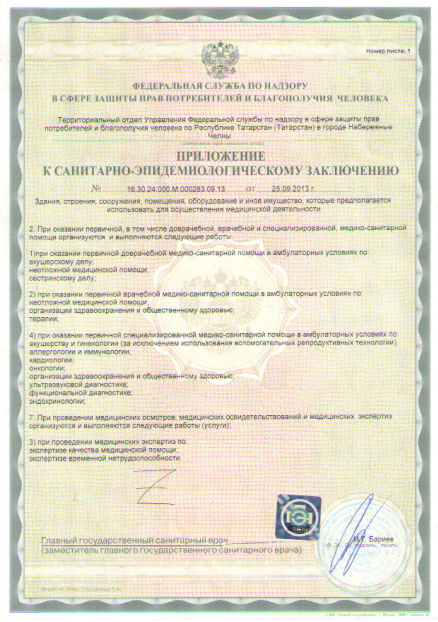 Номер листа: 1
ФЕДЕРАЛЬНАЯ СЛУЖБА ПО НАДЗОРУ
В СФЕРЕ ЗАЩИТЫ ПРАВ ПОТРЕБИТЕЛЕЙ И БЛАГОПОЛУЧИЯ ЧЕЛОВЕКА
Территориальный отдел Управления Федеральной службы по надзору в сфере защиты прав
потребителей и благополучия человека по Республике Татарстан (Татарстан) в городе Набережные
Челны
ПРИЛОЖЕНИЕ
К САНИТАРНО-ЭПИДЕМИОЛОГИЧЕСКОМУ ЗАКЛЮЧЕНИЮ
№ 16.30.24.000.М.000283.09.13 от 25.09.2013 г.
Здания, строения, сооружения, помещения, оборудование и иное имущество, которые предполагается
использовать для осуществления медицинской деятельности
2. При оказании первичной, в том числе доврачебной, врачебной и специализированной, медико-санитарной
помощи организуются и выполняются следующие работы:
1)при оказании первичной доврачебной медико-санитарной помощи в амбулаторных условиях по:
акушерскому делу;
неотложной медицинской помощи;
сестринскому делу;
2) при оказании первичной врачебной медико-санитарной помощи в амбулаторных условиях по:
неотложной медицинской помощи;
организации здравоохранения и общественному здоровью;
терапии;
4) при оказании первичной специализированной медико-санитарной помощи в амбулаторных условиях по:
акушерству и гинекологии (за исключением использования вспомогательных репродуктивных технологий);
аллергологии и иммунологии;
кардиологии;
онкологии;
организации здравоохранения и общественному здоровью;
ультразвуковой диагностике;
функциональной диагностике;
эндокринологии;
7. При проведении медицинских осмотров, медицинских освидетельствований и медицинских экспертиз
организуются и выполняются следующие работы (услуги):
3) при проведении медицинских экспертиз по:
экспертизе качества медицинской помощи;
экспертизе временной нетрудоспособности.
Главный государственный санитарный врач
(заместитель главного государственного санитарного врача)
Бариев